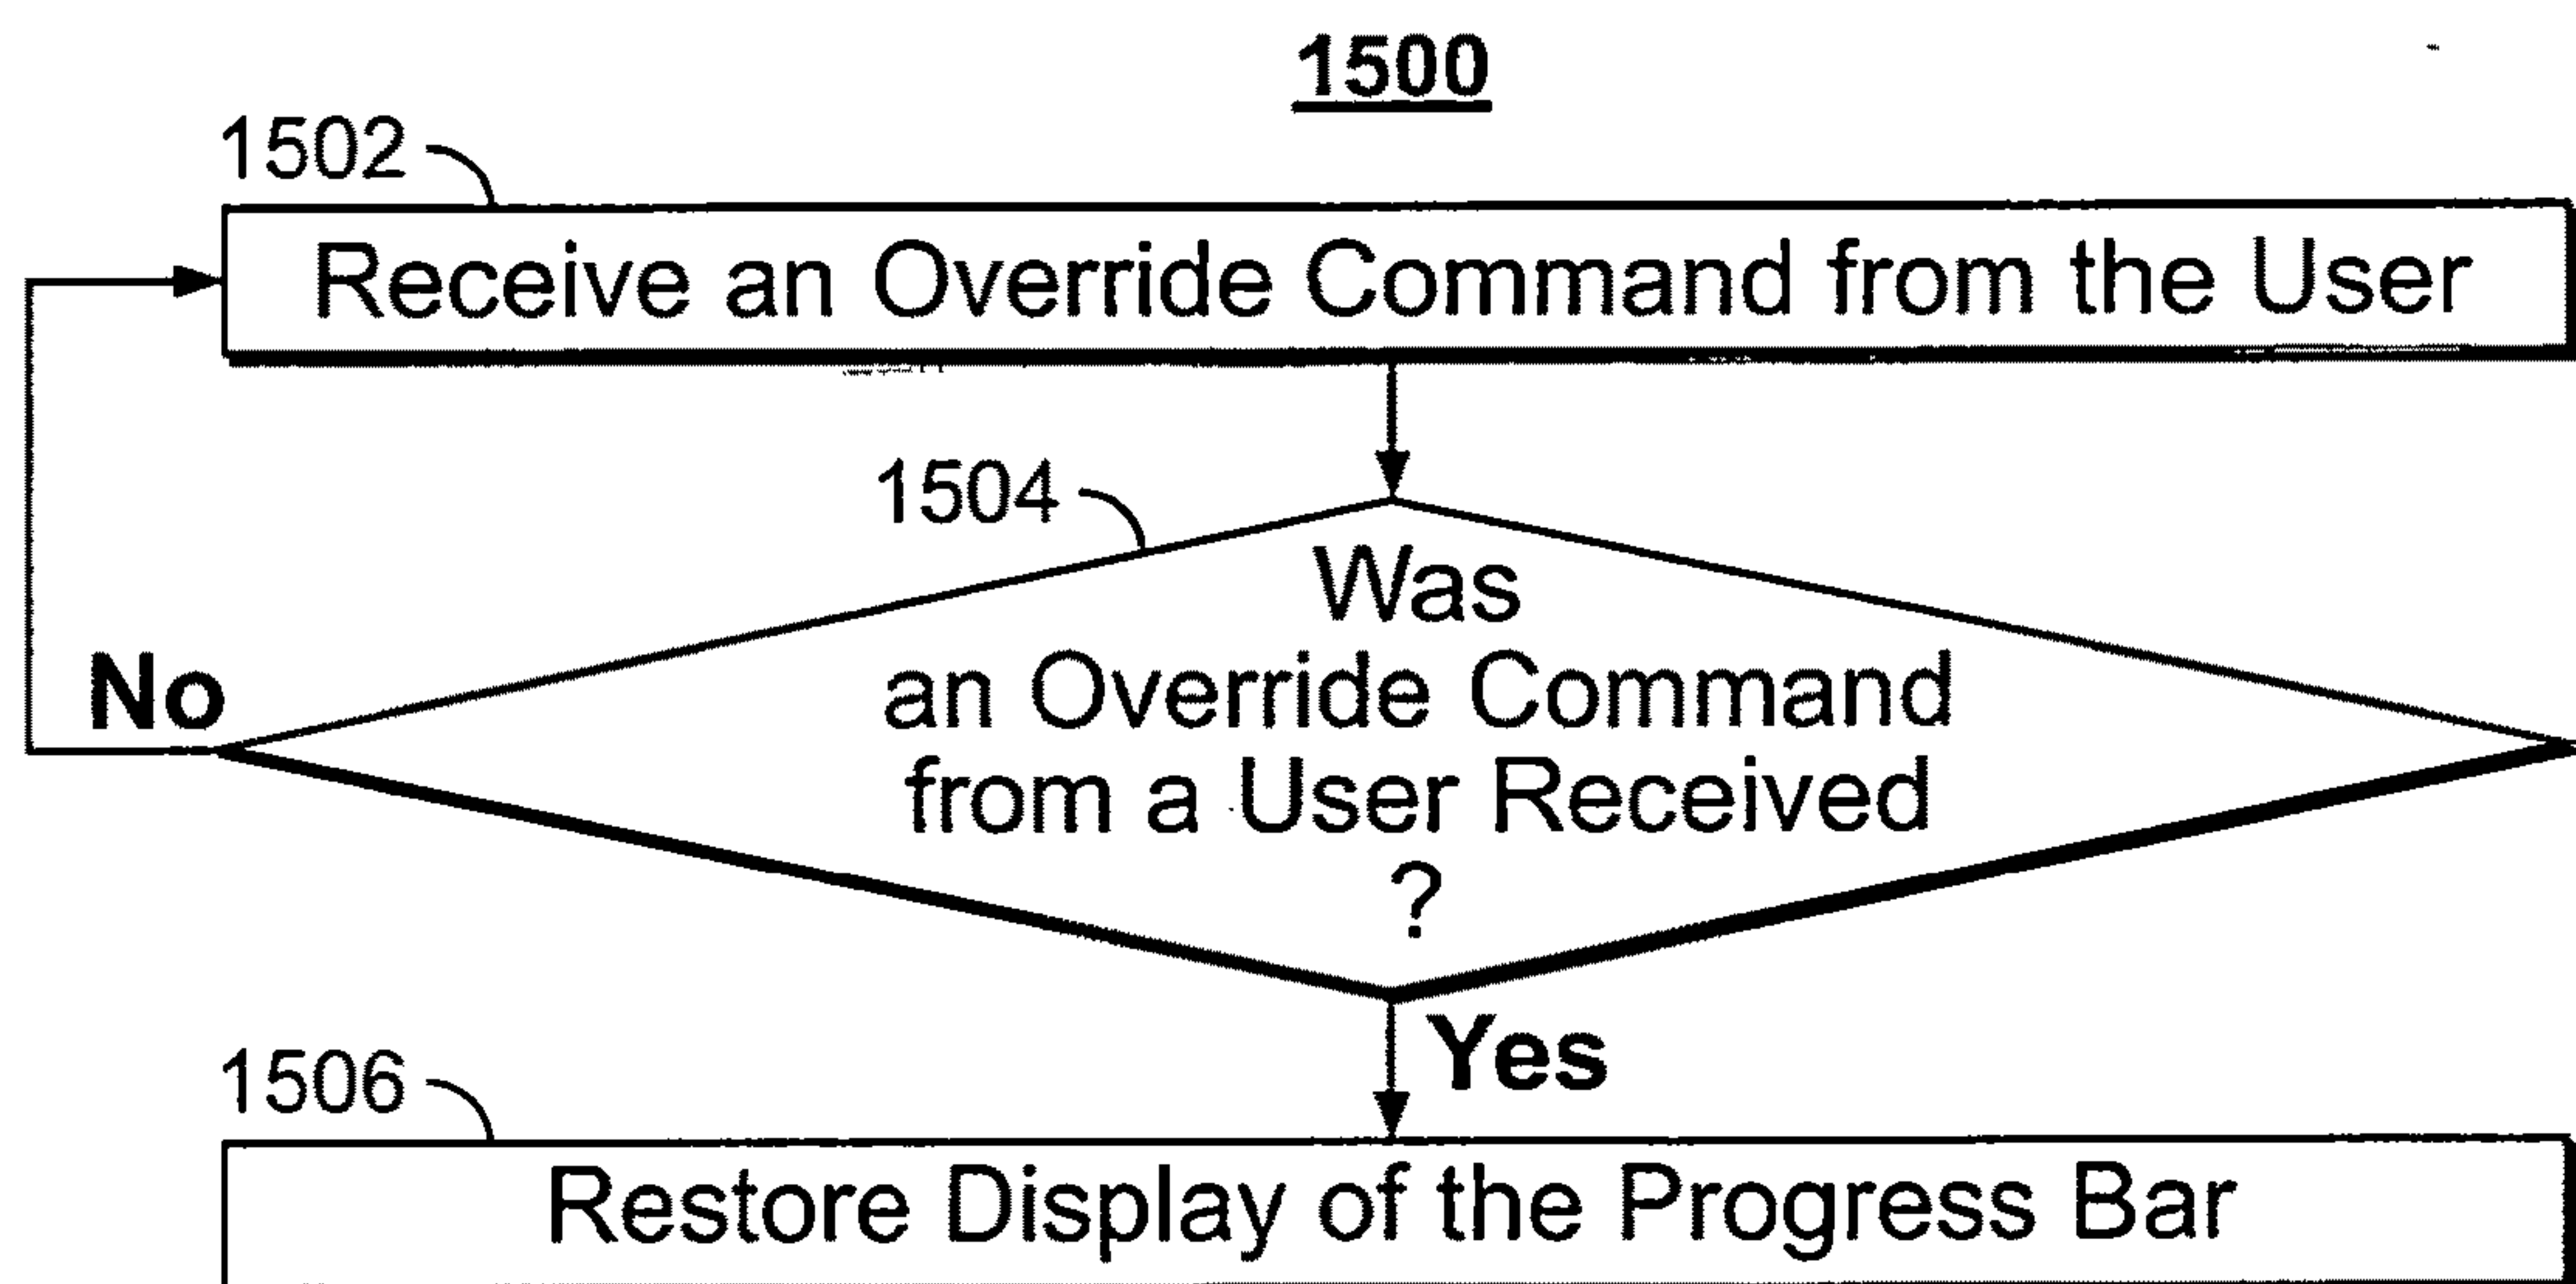 1500
1502
Receive an Override Command from the User
1504
Was
an Override Command
from a User Received
?
No
Yes
1506
Restore Display of the Progress Bar